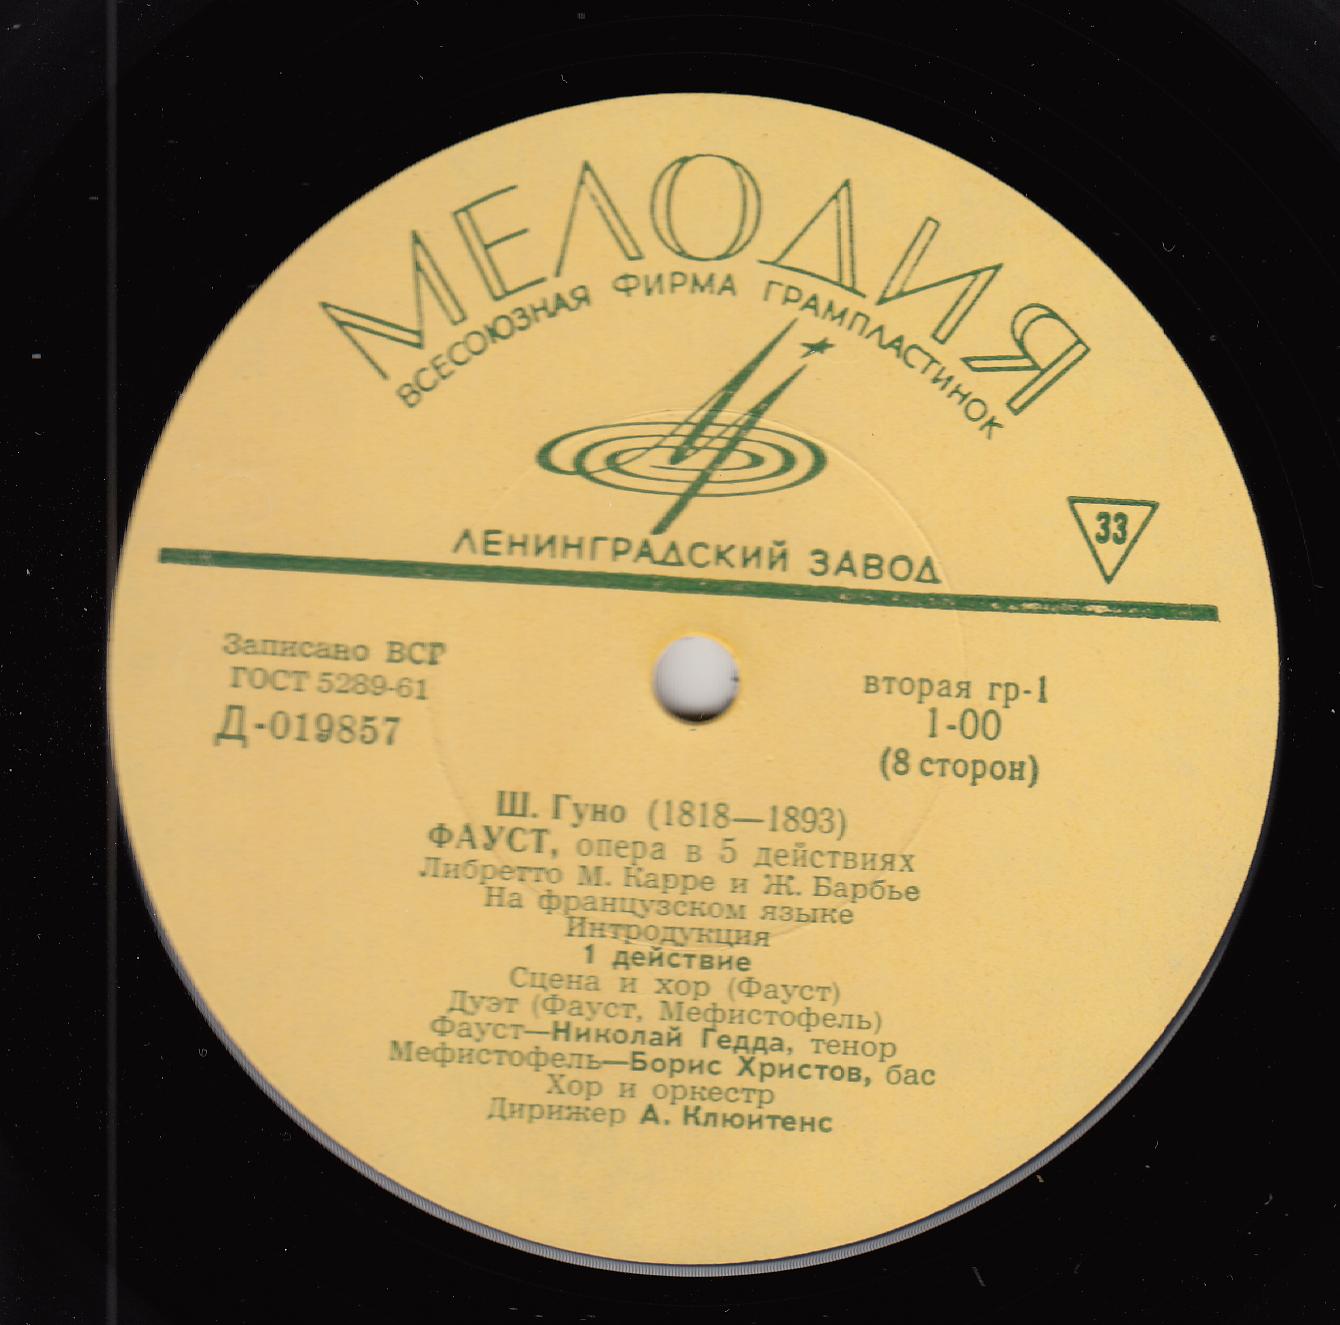 МЕЛОДИЯ
ВСЕСОЮЗНАЯ ФИРМА ГРАМПЛАСТИНОК
33
ЛЕНИНГРАДСКИЙ ЗАВОД
Записано ВСГ
ГОСТ 5289-61
Д-019857
вторая гр-1
1-00
(8 сторон)
Ш. Гуно (1818—1893)
ФАУСТ, опера в 5 действиях
Либретто М. Карре и Ж. Барбье
На французском языке
Интродукция
1 действие
Сцена и хор (Фауст)
Дуэт (Фауст, Мефистофель)
Фауст—Николай Гедда, тенор
Мефистофель—Борис Христов, бас
Хор и оркестр
Дирижер А. Клюитенс